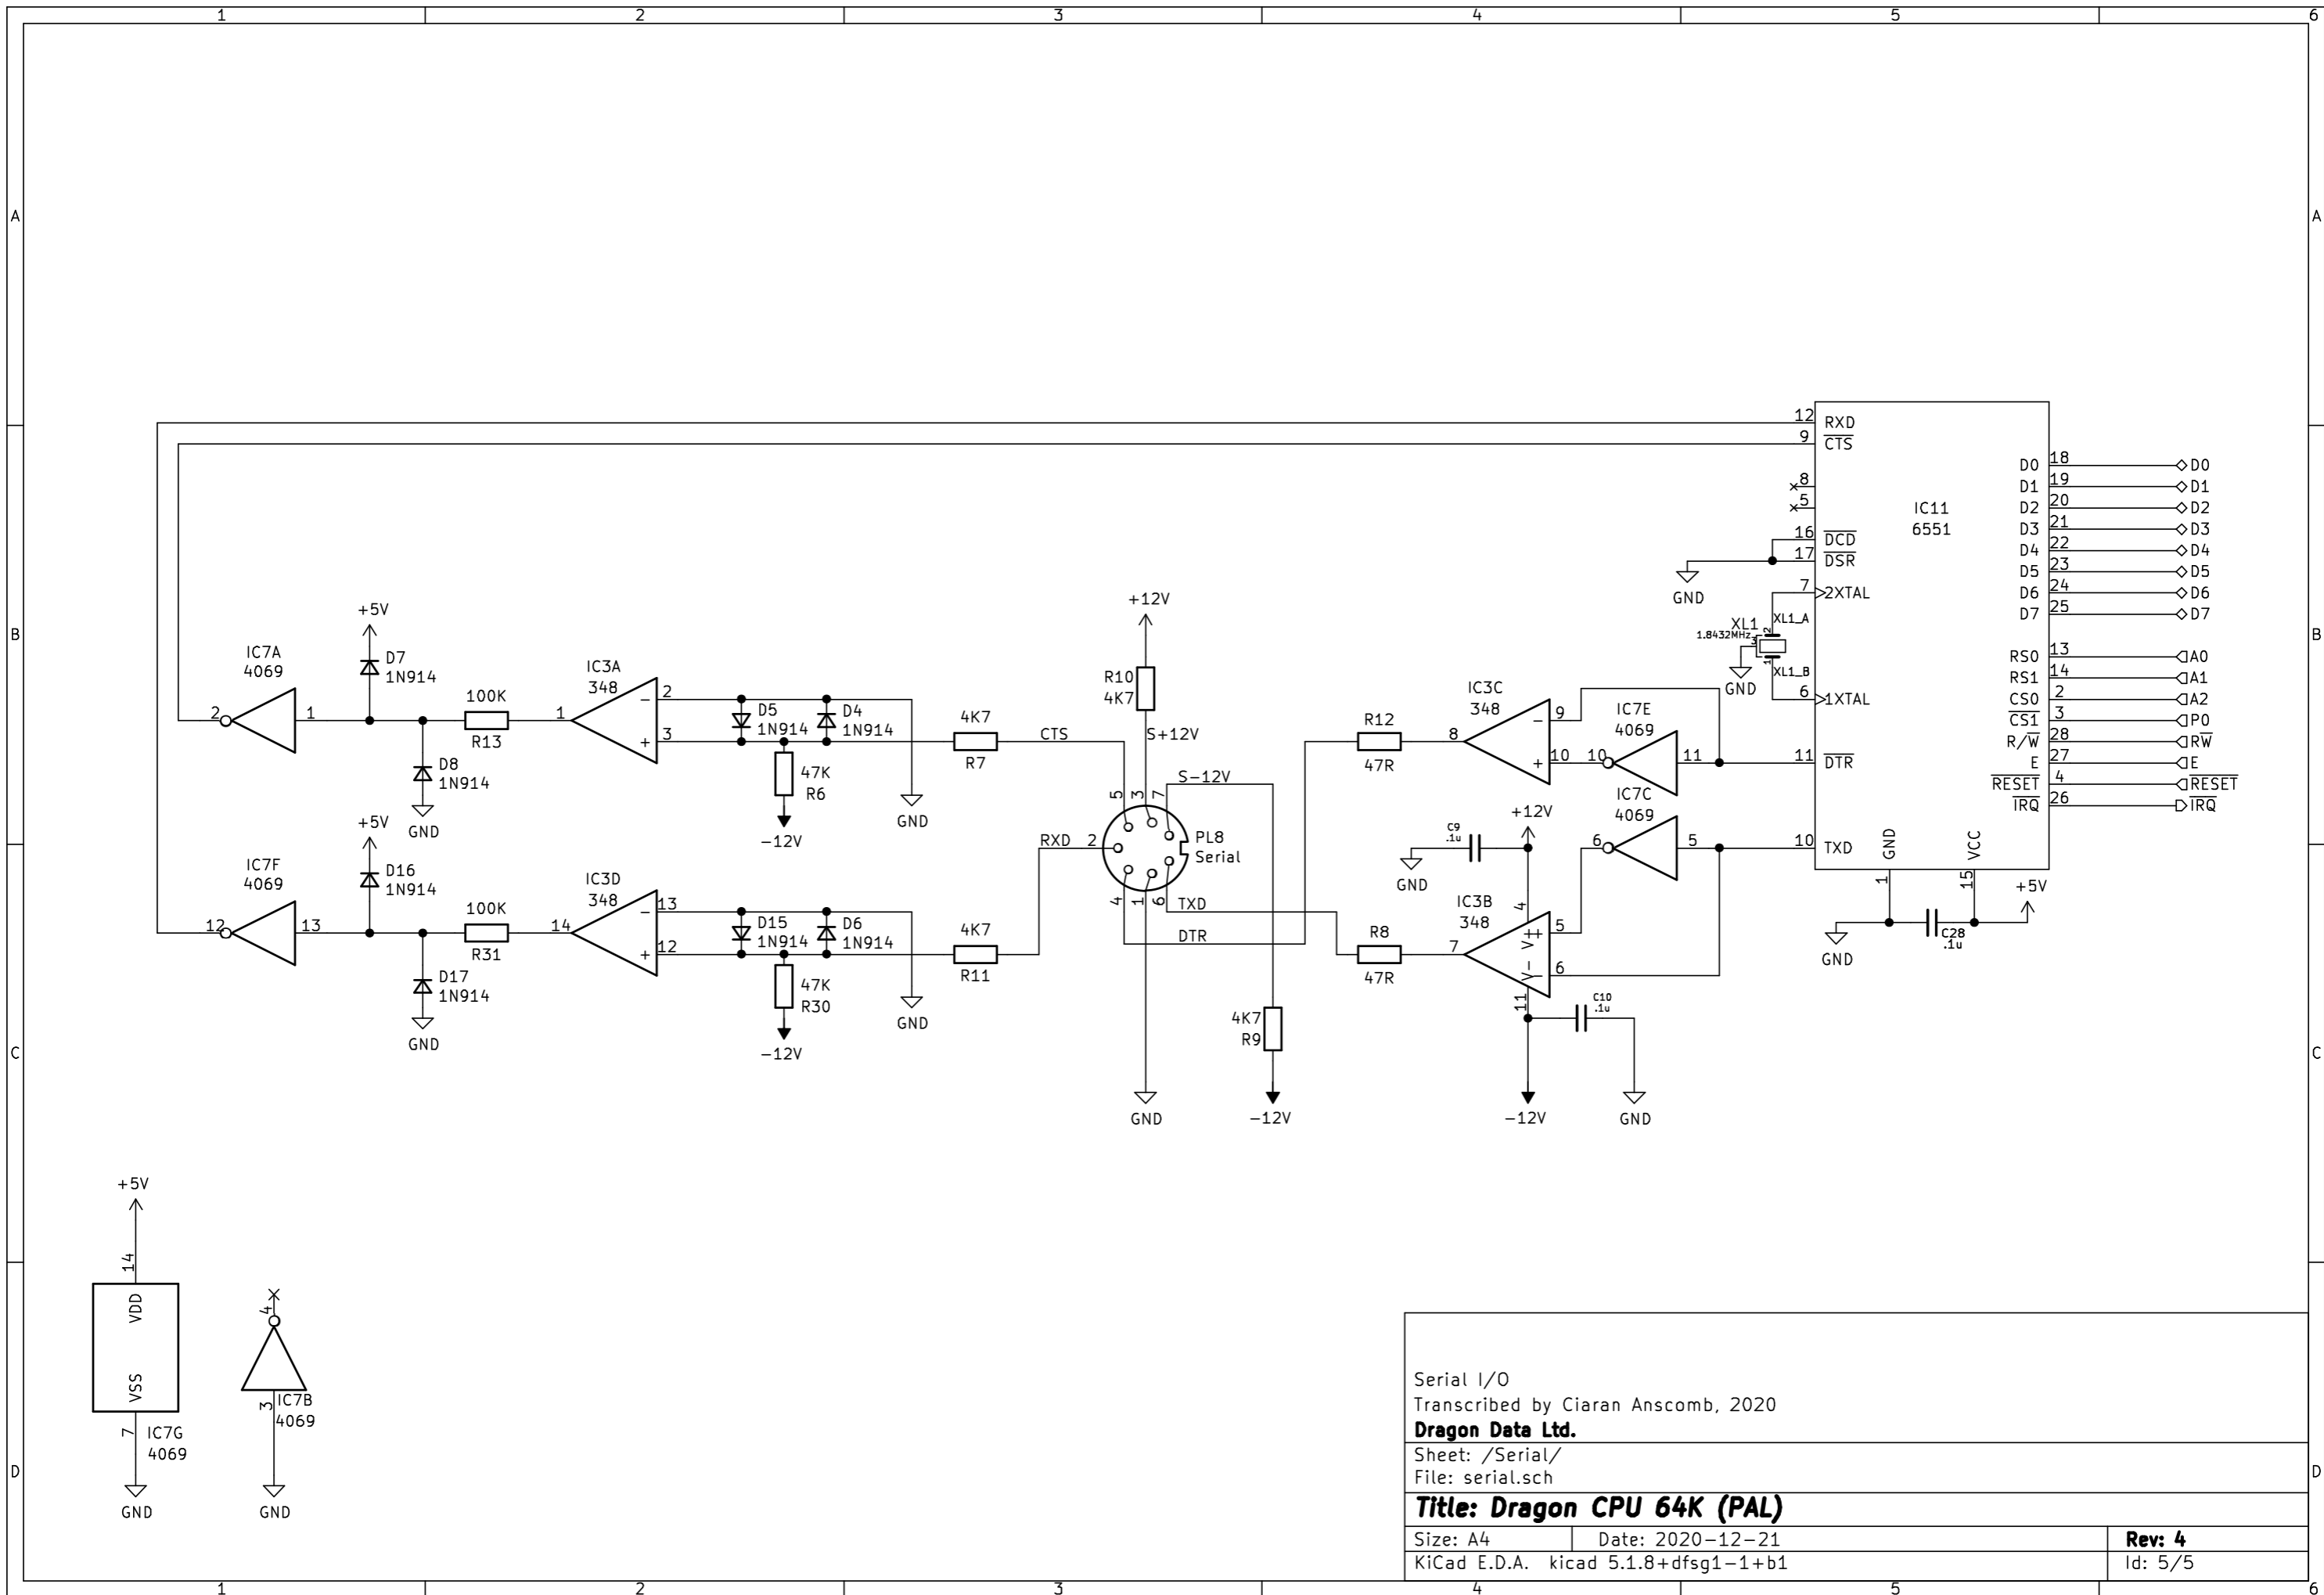 1 2 3 4 5 6
A A
12 RXD
9 CTS
8
5
16 DCD
17 DSR
GND
7 2XTAL
XL1_A
XL1
1.8432MHz
2
3
1
XL1_B
GND
6 1XTAL
11 DTR
10 TXD
IC11
6551
D0 18 D0
D1 19 D1
D2 20 D2
D3 21 D3
D4 22 D4
D5 23 D5
D6 24 D6
D7 25 D7
RS0 13 A0
RS1 14 A1
CS0 2 A2
CS1 3 P0
R/W 28 RW
E 27 E
RESET 4 RESET
IRQ 26 IRQ
GND
1
VCC
15
+5V
C28
.1u
GND
B B
+5V
D7
1N914
IC7A
4069
2 1
100K
R13
D8
1N914
GND
IC3A
348
1
2
3
-
+
D5
1N914
D4
1N914
47K
R6
-12V
GND
4K7
R7
CTS
+12V
R10
4K7
S+12V
S-12V
5 3 7
RXD 2
PL8
Serial
4 1 6
TXD
DTR
GND
4K7
R9
-12V
R12
47R
IC3C
348
8
9
10
-
+
IC7E
4069
10 11
IC7C
4069
6 5
+12V
C9
.1u
GND
IC3B
348
R8
47R
7
4
V+
+
5
V-
-
6
11
C10
.1u
-12V
GND
+5V
D16
1N914
IC7F
4069
12 13
100K
R31
D17
1N914
GND
IC3D
348
14
13
12
-
+
D15
1N914
D6
1N914
47K
R30
-12V
GND
4K7
R11
C C
+5V
14
VDD
VSS
7
IC7G
4069
GND
4
IC7B
4069
3
GND
D D
Serial I/O
Transcribed by Ciaran Anscomb, 2020
Dragon Data Ltd.
Sheet: /Serial/
File: serial.sch
Title: Dragon CPU 64K (PAL)
Size: A4 Date: 2020-12-21 Rev: 4
KiCad E.D.A. kicad 5.1.8+dfsg1-1+b1 Id: 5/5
1 2 3 4 5 6